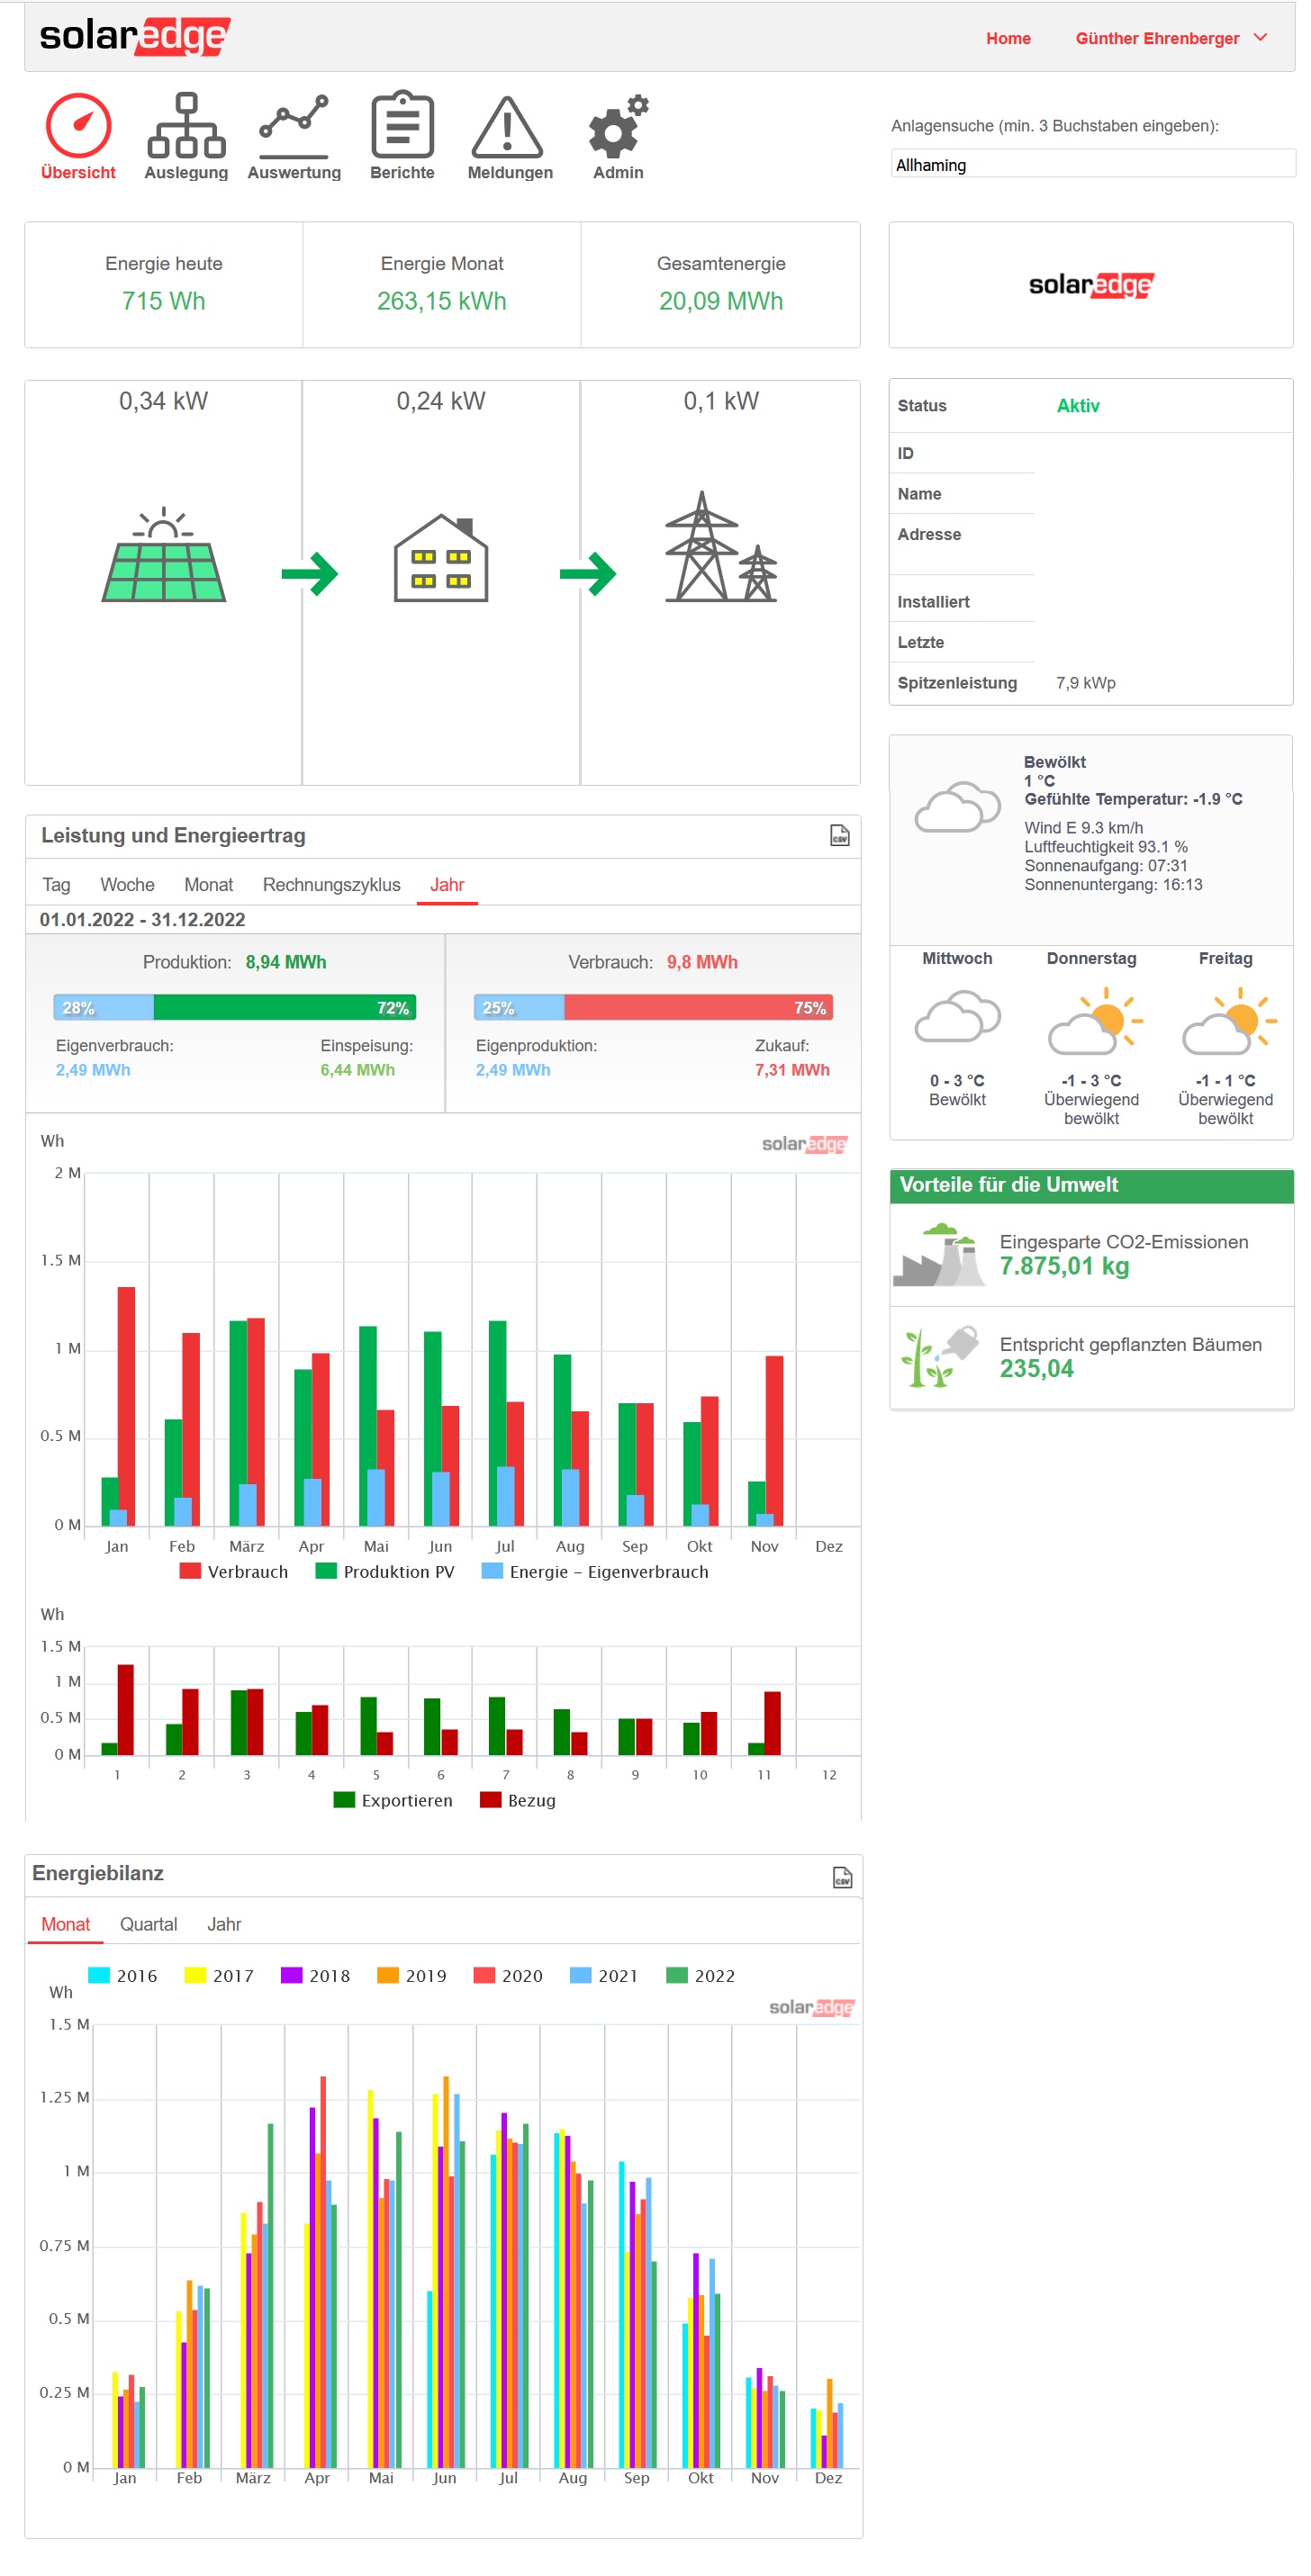 solaredge
Home
Günther Ehrenberger
Übersicht
Auslegung
Auswertung
Berichte
Meldungen
Admin
Anlagensuche (min. 3 Buchstaben eingeben):
Allhaming
Energie heute
715 Wh
Energie Monat
263,15 kWh
Gesamtenergie
20,09 MWh
solaredge
0,34 kW
0,24 kW
0,1 kW
Status
Aktiv
ID
Name
Adresse
Installiert
Letzte
Spitzenleistung
7,9 kWp
Bewölkt
1 °C
Gefühlte Temperatur: -1.9 °C
Wind E 9.3 km/h
Luftfeuchtigkeit 93.1 %
Sonnenaufgang: 07:31
Sonnenuntergang: 16:13
Mittwoch
0 - 3 °C
Bewölkt
Donnerstag
-1 - 3 °C
Überwiegend
bewölkt
Freitag
-1 - 1 °C
Überwiegend
bewölkt
Vorteile für die Umwelt
Eingesparte CO2-Emissionen
7.875,01 kg
Entspricht gepflanzten Bäumen
235,04
Leistung und Energieertrag
CSV
Tag
Woche
Monat
Rechnungszyklus
Jahr
01.01.2022 - 31.12.2022
Produktion: 8,94 MWh
28%
72%
Eigenverbrauch:
2,49 MWh
Einspeisung:
6,44 MWh
Verbrauch: 9,8 MWh
25%
75%
Eigenproduktion:
2,49 MWh
Zukauf:
7,31 MWh
Wh
solaredge
2 M
1.5 M
1 M
0.5 M
0 M
Jan Feb März Apr Mai Jun Jul Aug Sep Okt Nov Dez
Verbrauch
Produktion PV
Energie – Eigenverbrauch
Wh
1.5 M
1 M
0.5 M
0 M
1 2 3 4 5 6 7 8 9 10 11 12
Exportieren
Bezug
Energiebilanz
CSV
Monat
Quartal
Jahr
2016 2017 2018 2019 2020 2021 2022
Wh
solaredge
1.5 M
1.25 M
1 M
0.75 M
0.5 M
0.25 M
0 M
Jan Feb März Apr Mai Jun Jul Aug Sep Okt Nov Dez